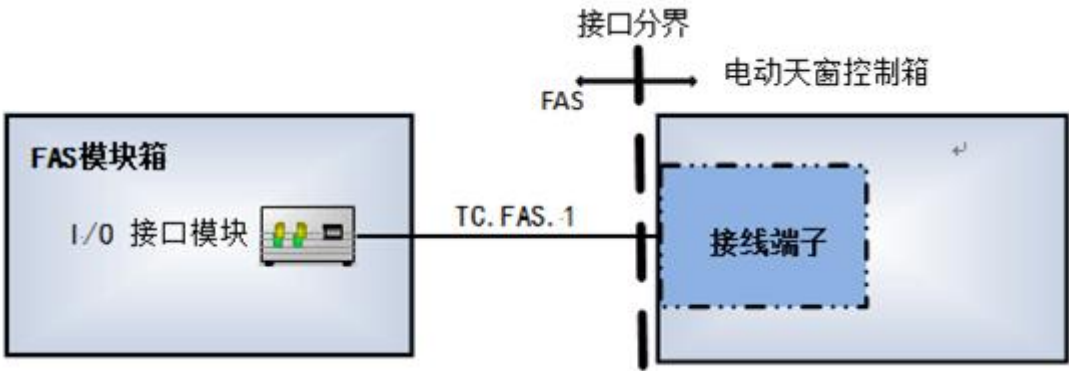 接口分界
电动天窗控制箱
FAS
FAS模块箱
I/O 接口模块
TC.FAS.1
接线端子